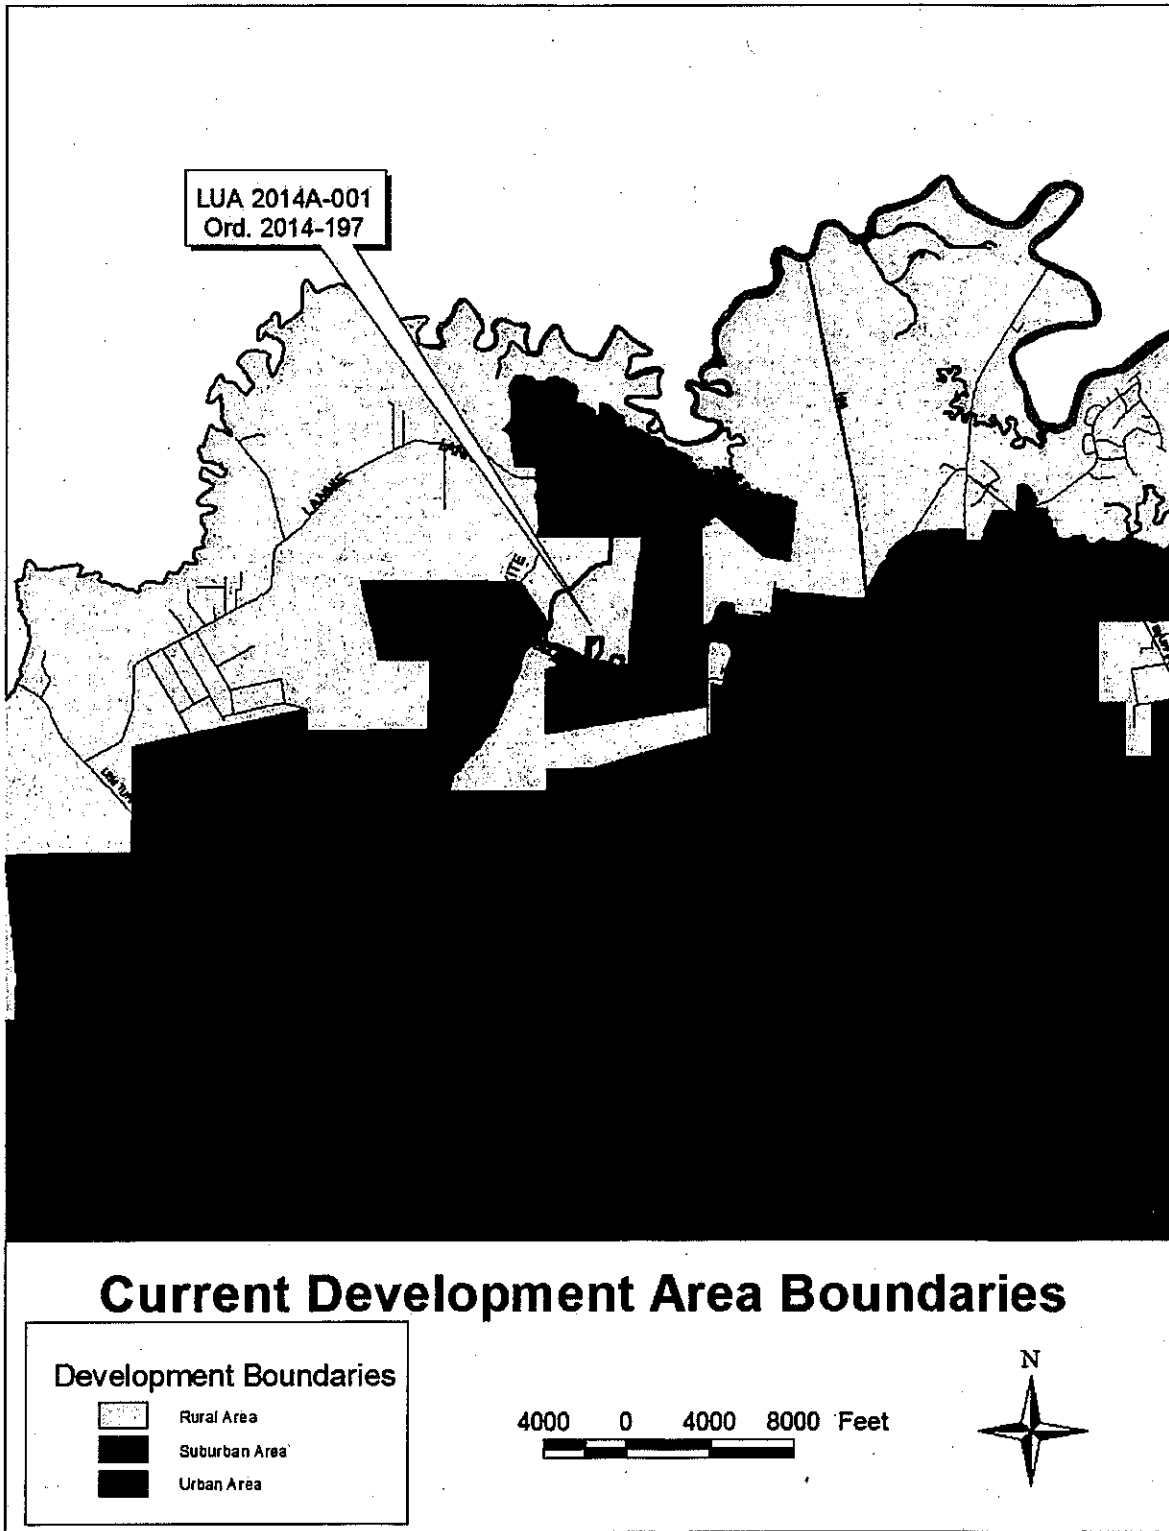 LUA 2014A-001
Ord. 2014-197
LANNIE
Current Development Area Boundaries
Development Boundaries
Rural Area
Suburban Area
Urban Area
4000 0 4000 8000 Feet
N